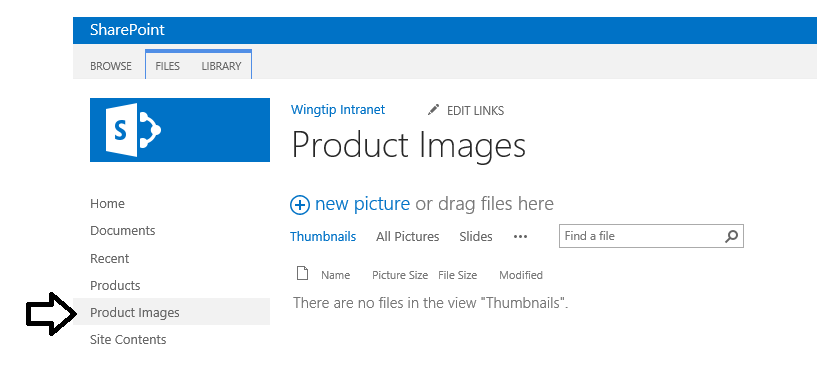 SharePoint
BROWSE FILES LIBRARY
S
Wingtip Intranet EDIT LINKS
Product Images
new picture or drag files here
Thumbnails All Pictures Slides ••• Find a file
Name Picture Size File Size Modified
There are no files in the view "Thumbnails".
Home
Documents
Recent
Products
Product Images
Site Contents